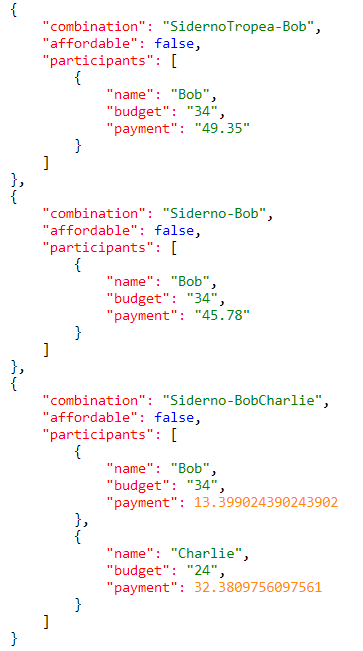 {
    "combination": "SidernoTropea-Bob",
    "affordable": false,
    "participants": [
        {
            "name": "Bob",
            "budget": "34",
            "payment": "49.35"
        }
    ]
},
{
    "combination": "Siderno-Bob",
    "affordable": false,
    "participants": [
        {
            "name": "Bob",
            "budget": "34",
            "payment": "45.78"
        }
    ]
},
{
    "combination": "Siderno-BobCharlie",
    "affordable": false,
    "participants": [
        {
            "name": "Bob",
            "budget": "34",
            "payment": 13.399024390243902
        },
        {
            "name": "Charlie",
            "budget": "24",
            "payment": 32.3809756097561
        }
    ]
}